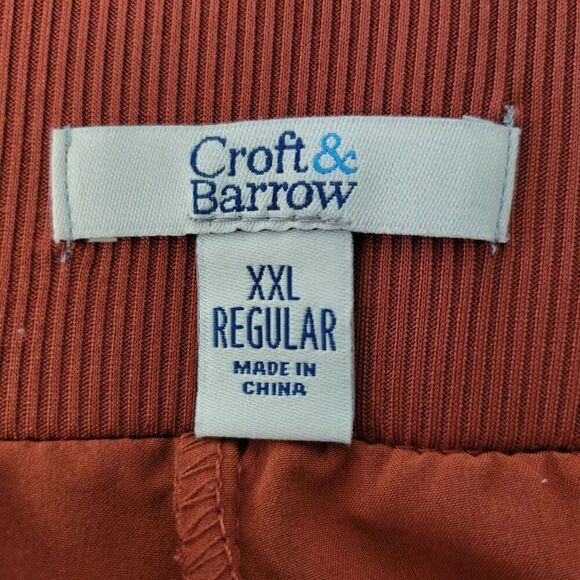 Croft&
Barrow
XXL
REGULAR
MADE IN
CHINA